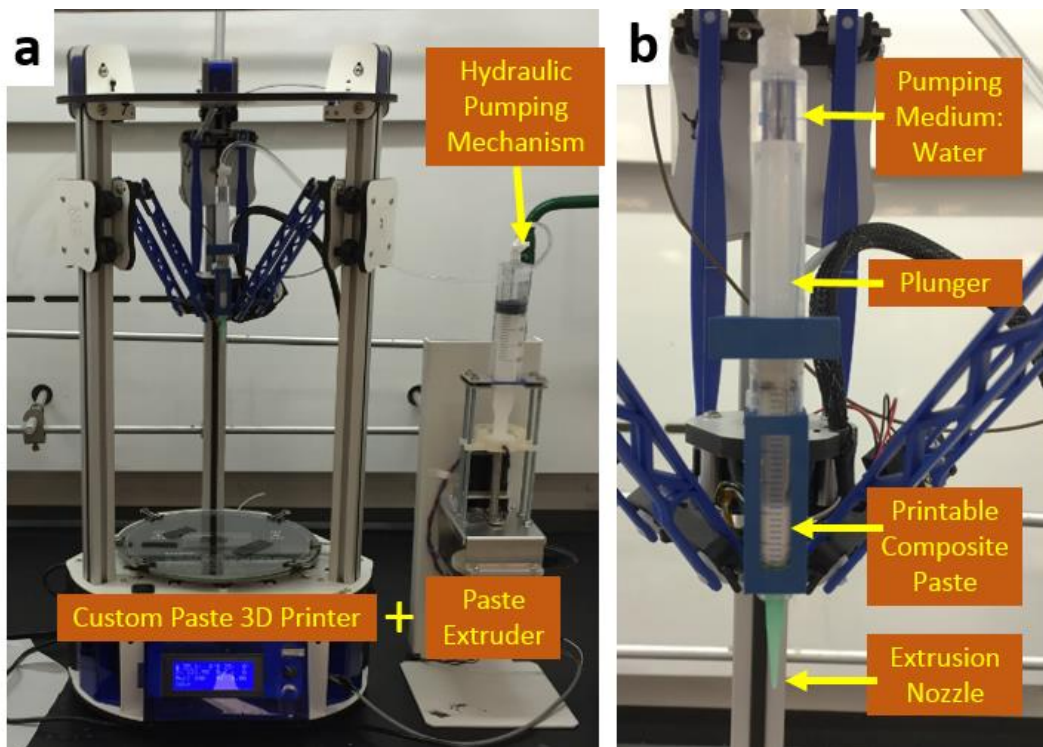 a
Hydraulic
Pumping
Mechanism
Custom Paste 3D Printer
+
Paste
Extruder
b
Pumping
Medium:
Water
Plunger
Printable
Composite
Paste
Extrusion
Nozzle